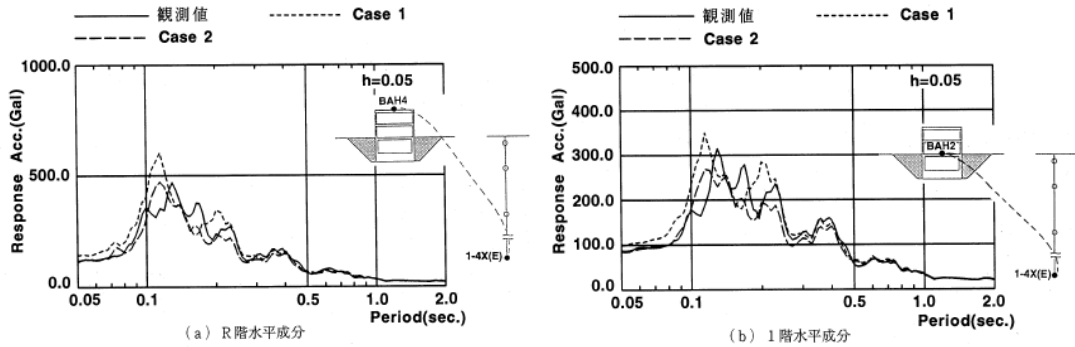 観測値
Case 1
Case 2
1000.0
500.0
0.0
Response Acc.(Gal)
h=0.05
BAH4
1-4X(E)
0.05
0.1
0.5
1.0
2.0
Period(sec.)
(a) R階水平成分
観測値
Case 1
Case 2
500.0
400.0
300.0
200.0
100.0
0.0
Response Acc.(Gal)
h=0.05
BAH2
1-4X(E)
0.05
0.1
0.5
1.0
2.0
Period(sec.)
(b) 1階水平成分